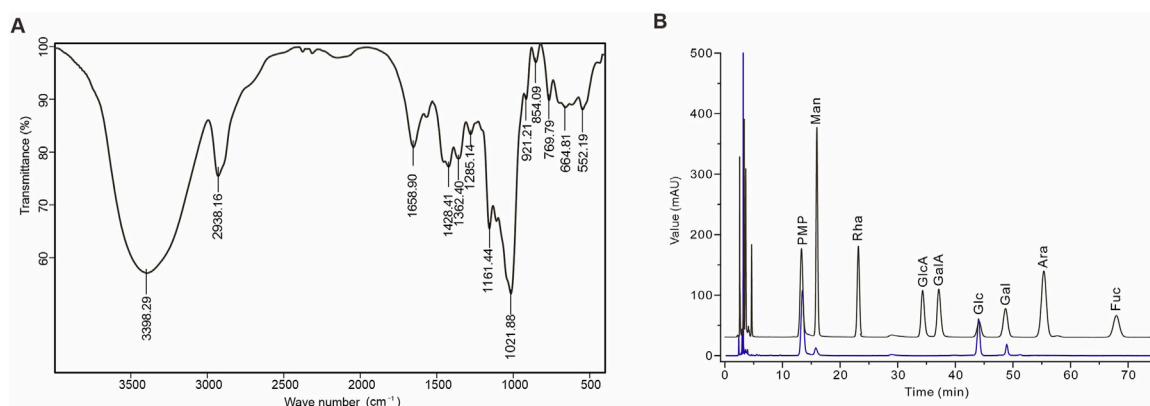 A
Transmittance (%)
100
90
80
70
60
3398.29
2938.16
1658.90
1428.41
1362.40
1285.14
1161.44
1021.88
921.21
854.09
769.79
664.81
552.19
3500 3000 2500 2000 1500 1000 500
Wave number (cm⁻¹)
B
Value (mAU)
500
400
300
200
100
0
PMP
Man
Rha
GlcA
GalA
Glc
Gal
Ara
Fuc
0 10 20 30 40 50 60 70
Time (min)